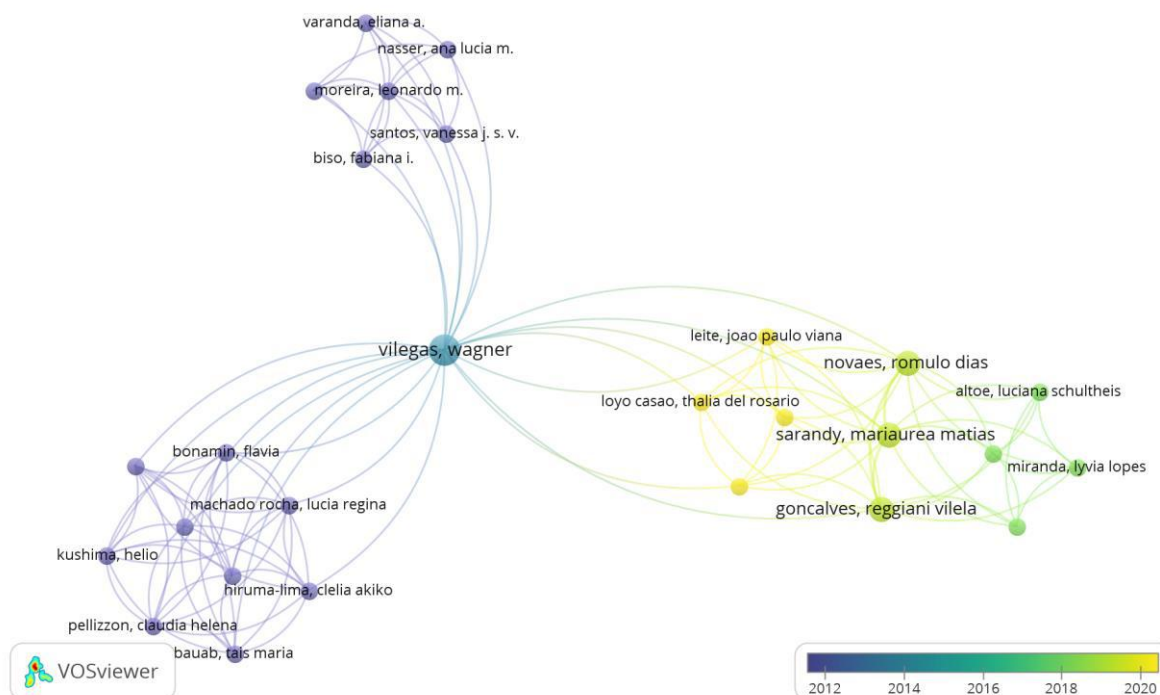 varanda, eliana a.
nasser, ana lucia m.
moreira, leonardo m.
santos, vanessa j. s. v.
biso, fabiana i.
vilegas, wagner
leite, joao paulo viana
novaes, romulo dias
altoe, luciana schultheis
loyo casao, thalia del rosario
sarandy, mariaurea matias
miranda, lyvia lopes
goncalves, reggiani vilela
bonamin, flavia
machado rocha, lucia regina
kushima, helio
hiruma-lima, clelia akiko
pellizzon, claudia helena
bauab, tais maria
VOSviewer
2012 2014 2016 2018 2020